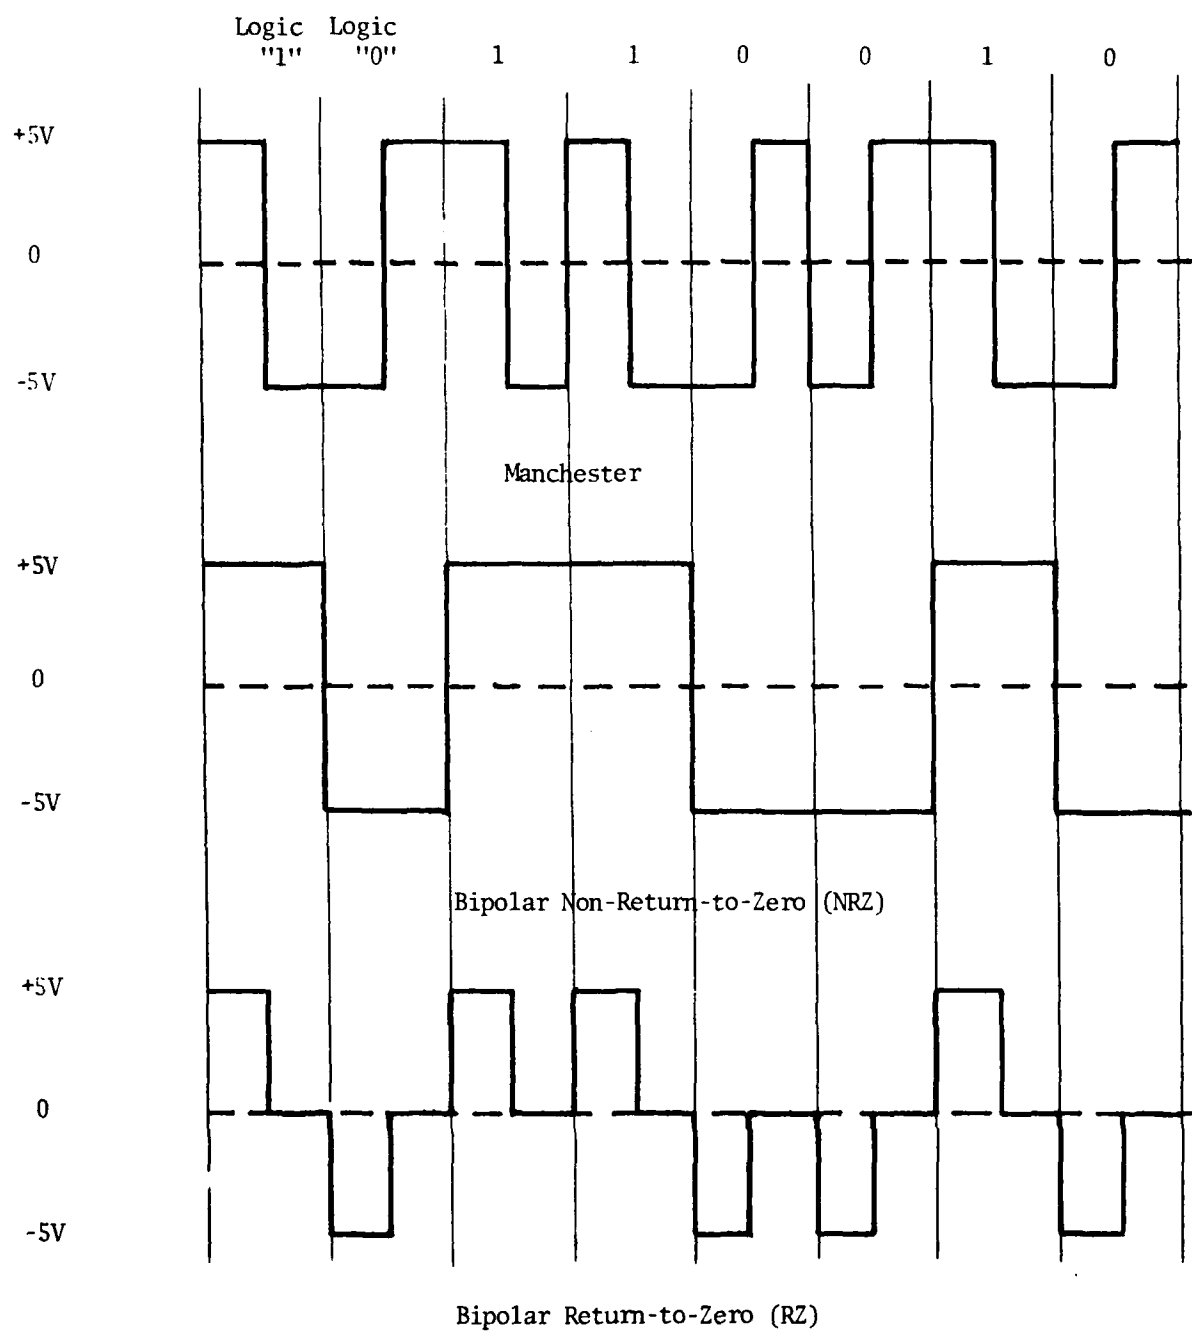 Logic Logic
"1" "0" 1 1 0 0 1 0
+5V
0
-5V
Manchester
+5V
0
-5V
Bipolar Non-Return-to-Zero (NRZ)
+5V
0
-5V
Bipolar Return-to-Zero (RZ)